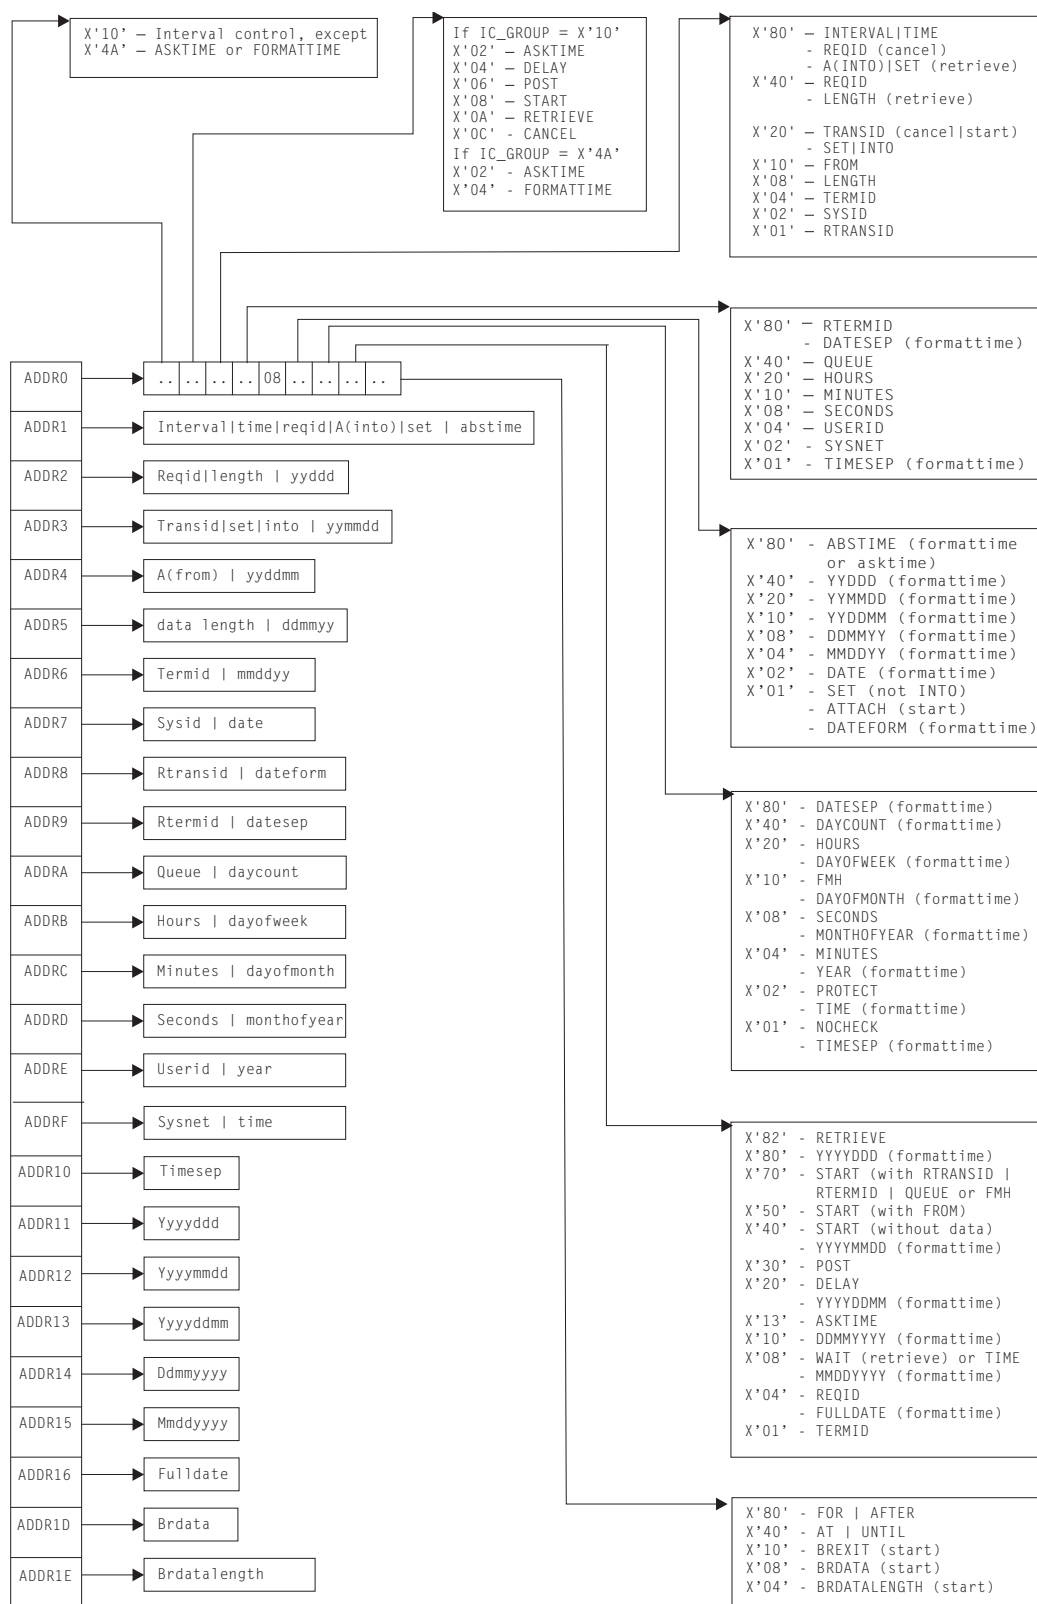 X'10' — Interval control, except
X'4A' — ASKTIME or FORMATTIME
If IC_GROUP = X'10'
X'02' — ASKTIME
X'04' — DELAY
X'06' — POST
X'08' — START
X'0A' — RETRIEVE
X'0C' - CANCEL
If IC_GROUP = X'4A'
X'02' - ASKTIME
X'04' - FORMATTIME
X'80' — INTERVAL|TIME
- REQID (cancel)
- A(INTO)|SET (retrieve)
X'40' — REQID
- LENGTH (retrieve)
X'20' — TRANSID (cancel|start)
- SET|INTO
X'10' — FROM
X'08' — LENGTH
X'04' — TERMID
X'02' — SYSID
X'01' — RTRANSID
X'80' — RTERMID
- DATESEP (formattime)
X'40' — QUEUE
X'20' — HOURS
X'10' — MINUTES
X'08' — SECONDS
X'04' — USERID
X'02' - SYSNET
X'01' - TIMESEP (formattime)
ADDR0 .. .. .. .. 08 .. .. .. ..
ADDR1 Interval|time|reqid|A(into)|set | abstime
ADDR2 Reqid|length | yyddd
ADDR3 Transid|set|into | yymmdd
ADDR4 A(from) | yyddmm
ADDR5 data length | ddmmyy
ADDR6 Termid | mmddyy
ADDR7 Sysid | date
ADDR8 Rtransid | dateform
ADDR9 Rtermid | datesep
ADDRA Queue | daycount
ADDRB Hours | dayofweek
ADDRC Minutes | dayofmonth
ADDRD Seconds | monthofyear
ADDRE Userid | year
ADDRF Sysnet | time
ADDR10 Timesep
ADDR11 Yyyyddd
ADDR12 Yyyymmdd
ADDR13 Yyyyddmm
ADDR14 Ddmmyyyy
ADDR15 Mmddyyyy
ADDR16 Fulldate
ADDR1D Brdata
ADDR1E Brdatalength
X'80' - ABSTIME (formattime
or asktime)
X'40' - YYDDD (formattime)
X'20' - YYMMDD (formattime)
X'10' - YYDDMM (formattime)
X'08' - DDMMYY (formattime)
X'04' - MMDDYY (formattime)
X'02' - DATE (formattime)
X'01' - SET (not INTO)
- ATTACH (start)
- DATEFORM (formattime)
X'80' - DATESEP (formattime)
X'40' - DAYCOUNT (formattime)
X'20' - HOURS
- DAYOFWEEK (formattime)
X'10' - FMH
- DAYOFMONTH (formattime)
X'08' - SECONDS
- MONTHOFYEAR (formattime)
X'04' - MINUTES
- YEAR (formattime)
X'02' - PROTECT
- TIME (formattime)
X'01' - NOCHECK
- TIMESEP (formattime)
X'82' - RETRIEVE
X'80' - YYYYDDD (formattime)
X'70' - START (with RTRANSID |
RTERMID | QUEUE or FMH
X'50' - START (with FROM)
X'40' - START (without data)
- YYYYMMDD (formattime)
X'30' - POST
X'20' - DELAY
- YYYYDDMM (formattime)
X'13' - ASKTIME
X'10' - DDMMYYYY (formattime)
X'08' - WAIT (retrieve) or TIME
- MMDDYYYY (formattime)
X'04' - REQID
- FULLDATE (formattime)
X'01' - TERMID
X'80' - FOR | AFTER
X'40' - AT | UNTIL
X'10' - BREXIT (start)
X'08' - BRDATA (start)
X'04' - BRDATALENGTH (start)